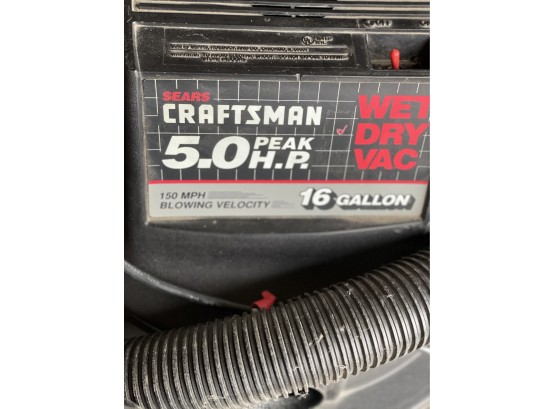 SEARS
CRAFTSMAN
5.0 PEAK H.P.
WET
DRY
VAC
150 MPH
BLOWING VELOCITY
16 GALLON